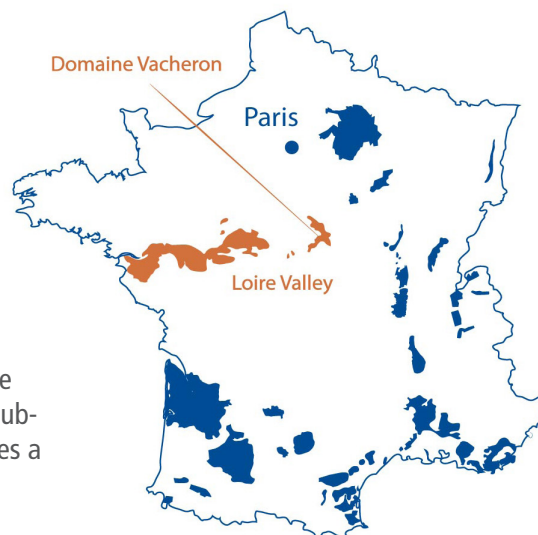 Domaine Vacheron
Paris
Loire Valley
e
ub-
es a